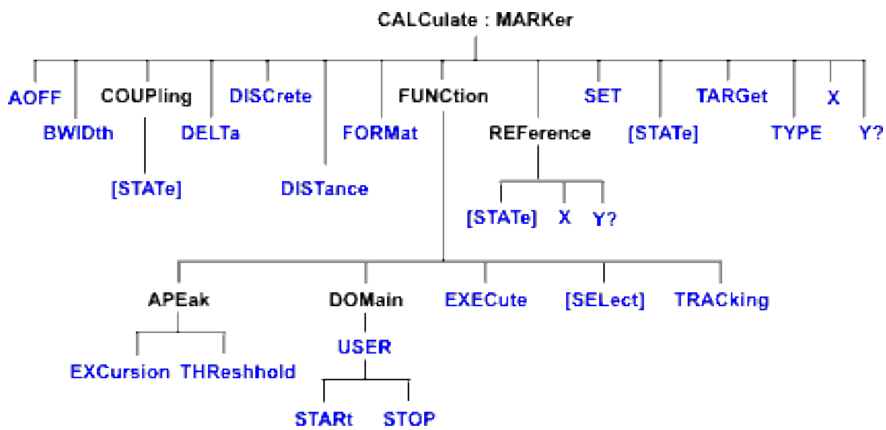 CALCulate : MARKer
AOFF
COUPling
DISCrete
FUNCtion
SET
TARGet
X
BWIDth
DELTa
FORMat
REFerence
[STATe]
TYPE
Y?
[STATe]
DISTance
[STATe]
X
Y?
APEak
DOMain
EXECute
[SELect]
TRACking
USER
EXCursion
THReshhold
STARt
STOP